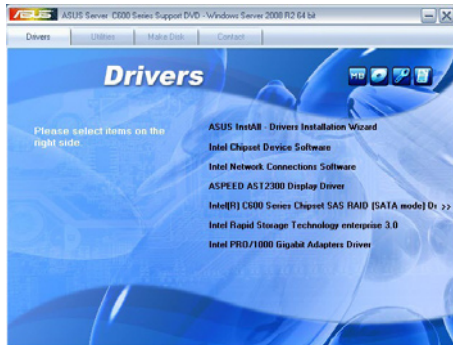 ASUS ASUS Server C600 Series Support DVD - Windows Server 2008 R2 64 bit
Drivers Utilities Make Disk Contact
Drivers
MB
Please select items on the
right side.
ASUS InstAll - Drivers Installation Wizard
Intel Chipset Device Software
Intel Network Connections Software
ASPEED AST2300 Display Driver
Intel(R) C600 Series Chipset SAS RAID (SATA mode) Dr >>
Intel Rapid Storage Technology enterprise 3.0
Intel PRO/1000 Gigabit Adapters Driver